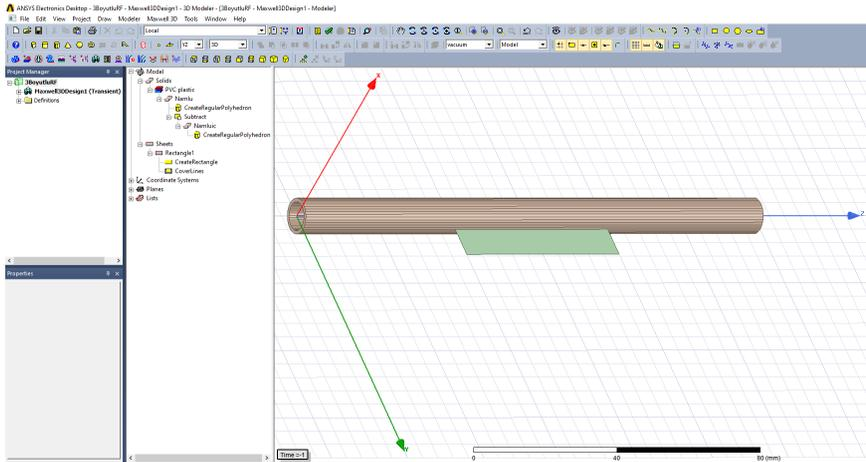 ANSYS Electronics Desktop - 3BoyutluRF - Maxwell3DDesign1 - 3D Modeler - [3BoyutluRF - Maxwell3DDesign1 - Modeler]
File Edit View Project Draw Modeler Maxwell 3D Tools Window Help
Local
YZ 3D vacuum Model
Project Manager
3BoyutluRF
Maxwell3DDesign1 (Transient)
Definitions
Properties
Model
Solids
PVC plastic
Namlu
CreateRegularPolyhedron
Subtract
Namluic
CreateRegularPolyhedron
Sheets
Rectangle1
CreateRectangle
CoverLines
Coordinate Systems
Planes
Lists
X
Z
Y
Time =-1
0 40 80 (mm)